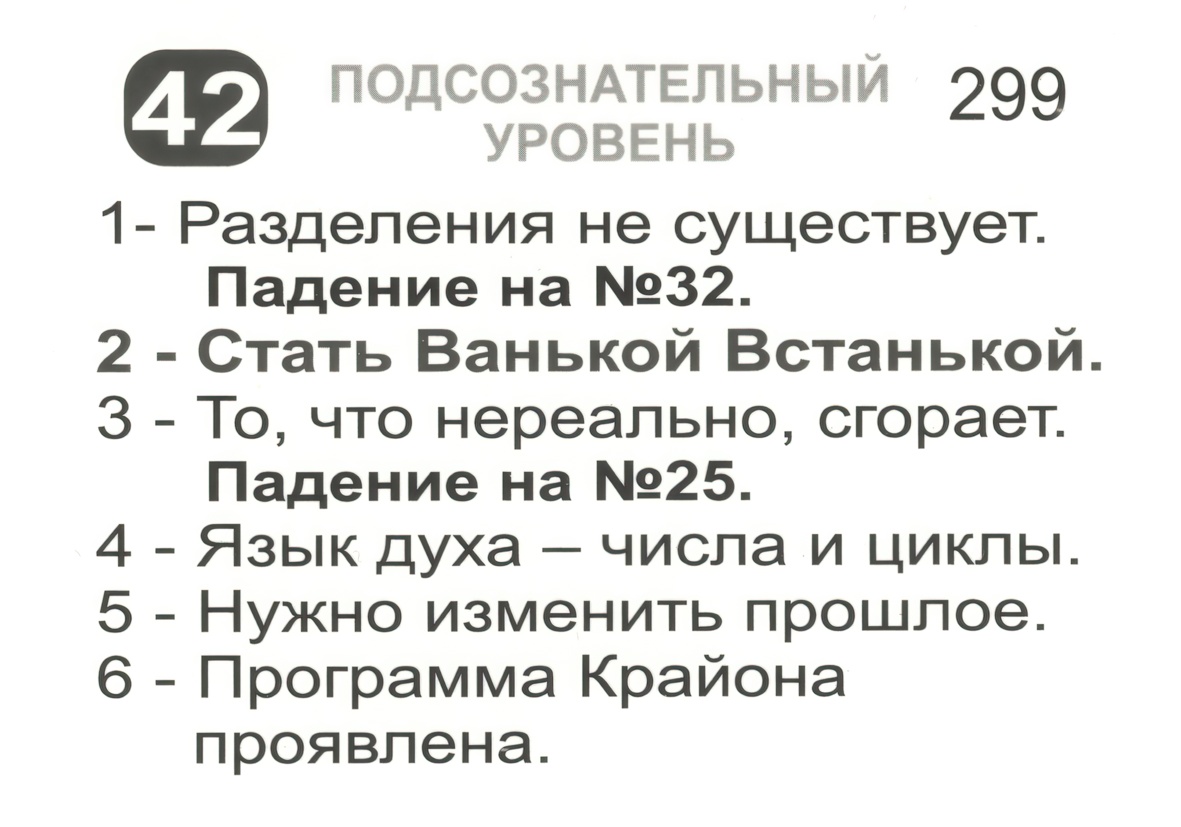 42 ПОДСОЗНАТЕЛЬНЫЙ 299
УРОВЕНЬ
1- Разделения не существует.
Падение на №32.
2 - Стать Ванькой Встанькой.
3 - То, что нереально, сгорает.
Падение на №25.
4 - Язык духа – числа и циклы.
5 - Нужно изменить прошлое.
6 - Программа Крайона
проявлена.